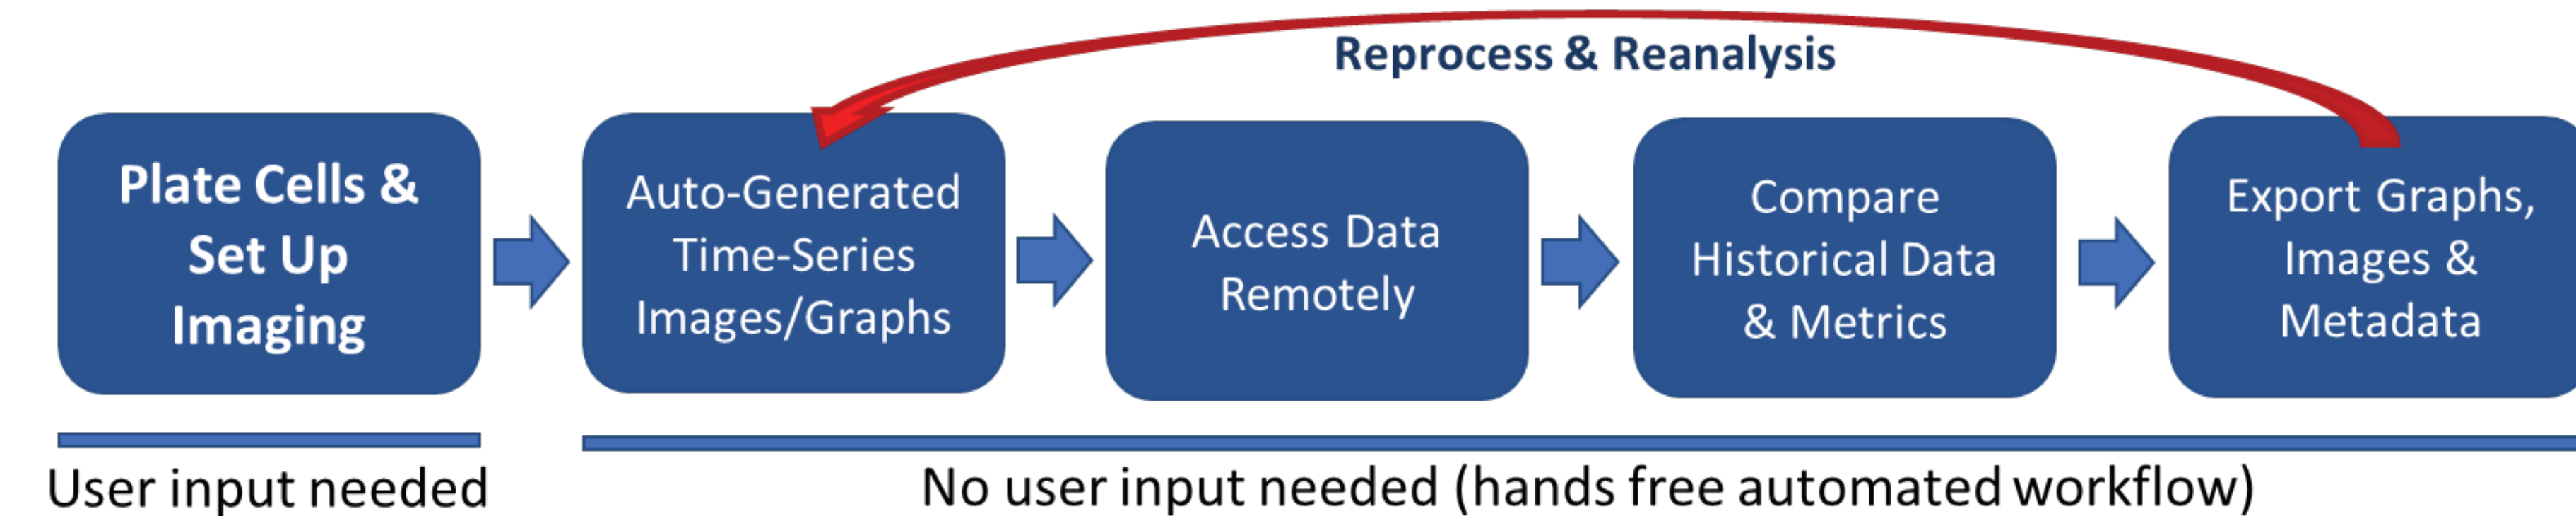 Reprocess & Reanalysis
Plate Cells &
Set Up
Imaging
Auto-Generated
Time-Series
Images/Graphs
Access Data
Remotely
Compare
Historical Data
& Metrics
Export Graphs,
Images &
Metadata
User input needed
No user input needed (hands free automated workflow)